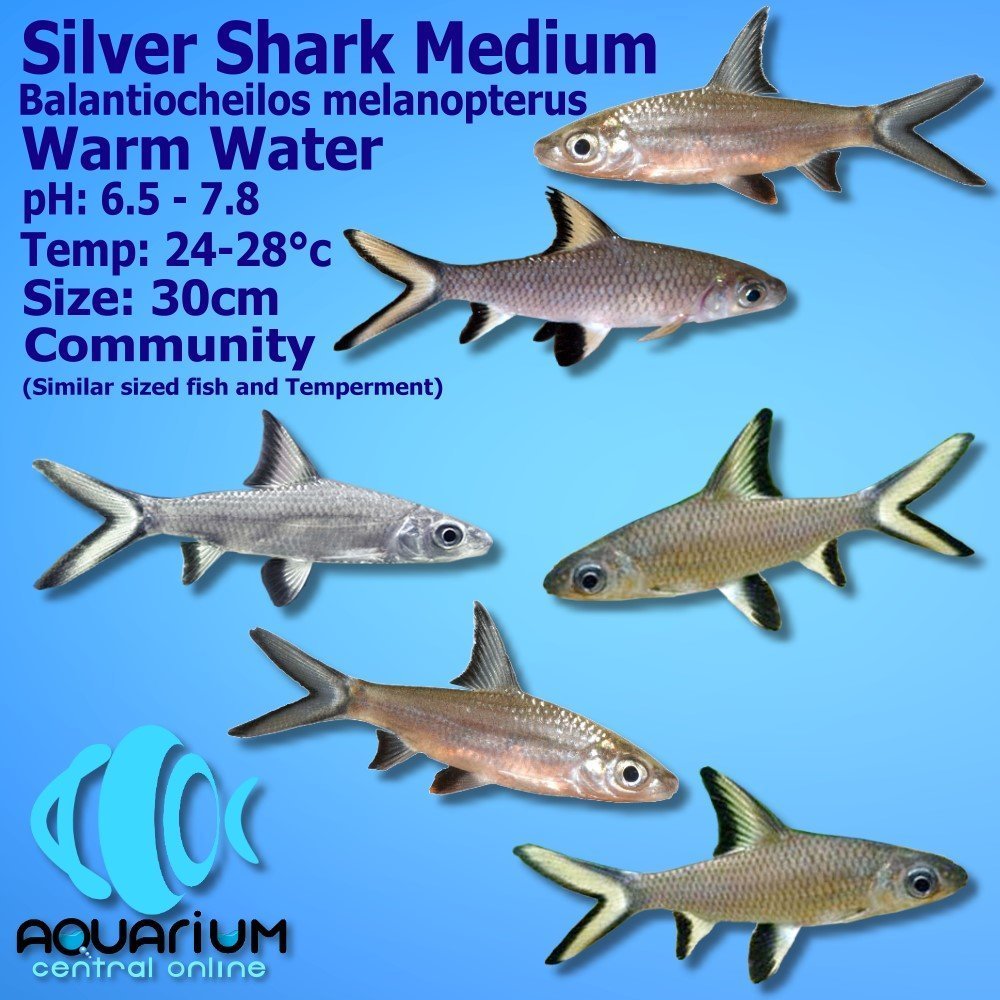 Silver Shark Medium
Balantiocheilos melanopterus
Warm Water
pH: 6.5 - 7.8
Temp: 24-28°c
Size: 30cm
Community
(Similar sized fish and Temperment)
AQUARIUM
central online